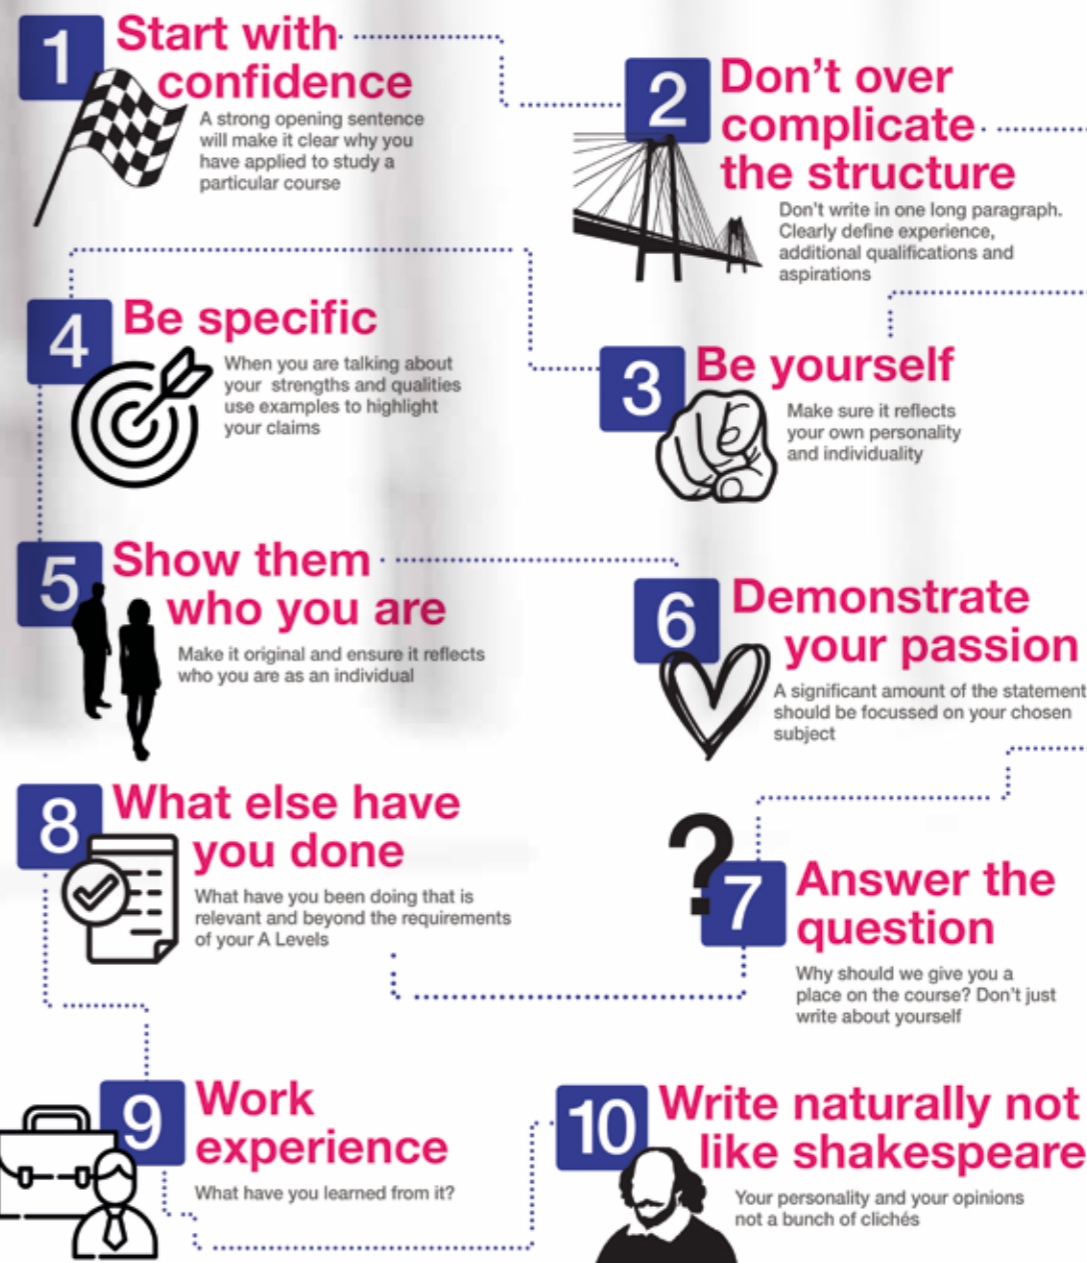 1
Start with
confidence
A strong opening sentence
will make it clear why you
have applied to study a
particular course
2
Don't over
complicate
the structure
Don't write in one long paragraph.
Clearly define experience,
additional qualifications and
aspirations
3
Be yourself
Make sure it reflects
your own personality
and individuality
4
Be specific
When you are talking about
your strengths and qualities
use examples to highlight
your claims
5
Show them
who you are
Make it original and ensure it reflects
who you are as an individual
6
Demonstrate
your passion
A significant amount of the statement
should be focussed on your chosen
subject
7
Answer the
question
Why should we give you a
place on the course? Don't just
write about yourself
8
What else have
you done
What have you been doing that is
relevant and beyond the requirements
of your A Levels
9
Work
experience
What have you learned from it?
10
Write naturally not
like shakespeare
Your personality and your opinions
not a bunch of clichés